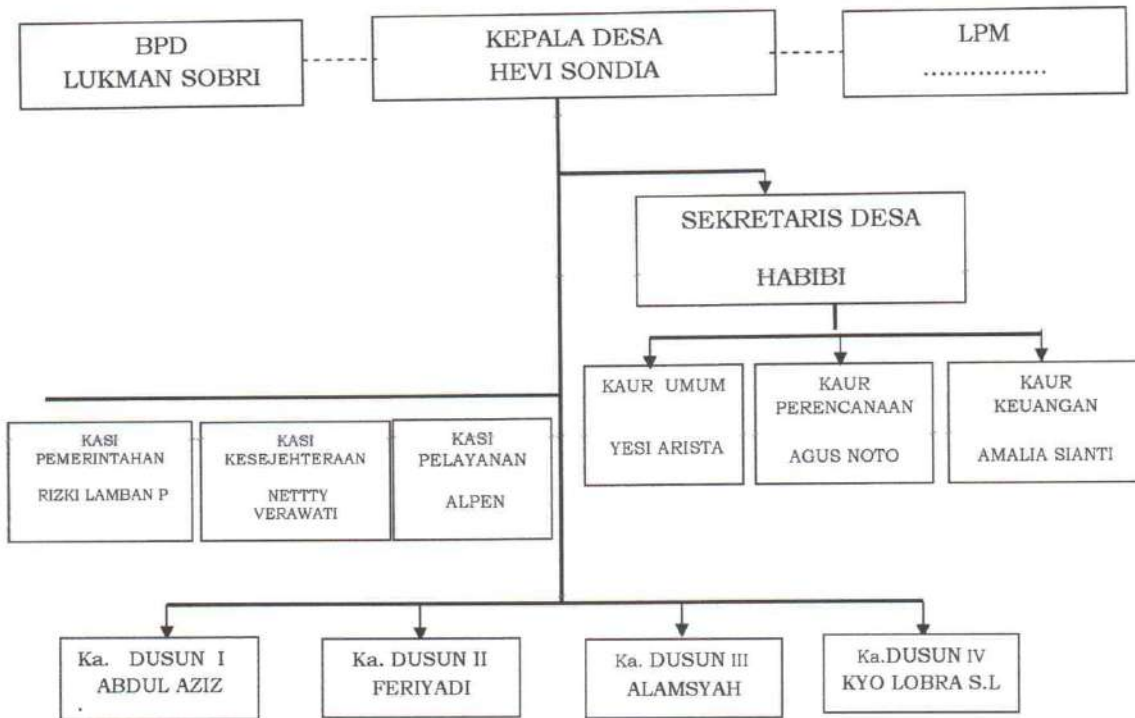 BPD
LUKMAN SOBRI
KEPALA DESA
HEVI SONDIA
LPM
................
SEKRETARIS DESA
HABIBI
KAUR UMUM
YESI ARISTA
KAUR
PERENCANAAN
AGUS NOTO
KAUR
KEUANGAN
AMALIA SIANTI
KASI
PEMERINTAHAN
RIZKI LAMBAN P
KASI
KESEJEHTERAAN
NETTTY
VERAWATI
KASI
PELAYANAN
ALPEN
Ka. DUSUN I
ABDUL AZIZ
.
Ka. DUSUN II
FERIYADI
Ka. DUSUN III
ALAMSYAH
Ka.DUSUN IV
KYO LOBRA S.L